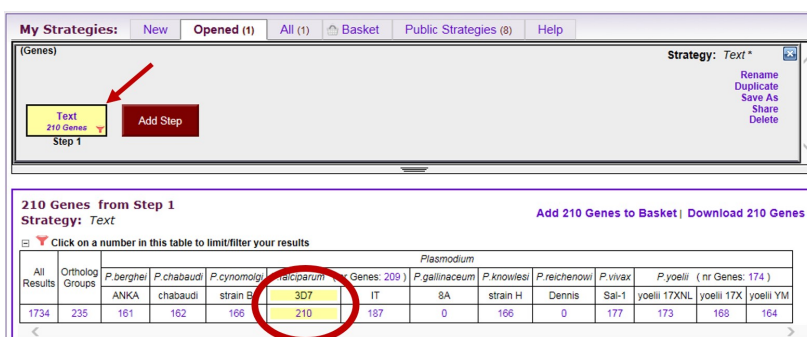 My Strategies: New Opened (1) All (1) Basket Public Strategies (8) Help
(Genes)
Strategy: Text *
Rename
Duplicate
Save As
Share
Delete
Text
210 Genes
Add Step
Step 1
210 Genes from Step 1
Strategy: Text
Add 210 Genes to Basket | Download 210 Genes
Click on a number in this table to limit/filter your results
All Results Ortholog Groups Plasmodium
P.berghei P.chabaudi P.cynomolgi (nr Genes: 209 ) P.gallinaceum P.knowlesi P.reichenowi P.vivax P.yoelii ( nr Genes: 174 )
ANKA chabaudi strain 3D7 IT 8A strain H Dennis Sal-1 yoelii 17XNL yoelii 17X yoelii YM
1734 235 161 162 166 210 187 0 166 0 177 173 168 164